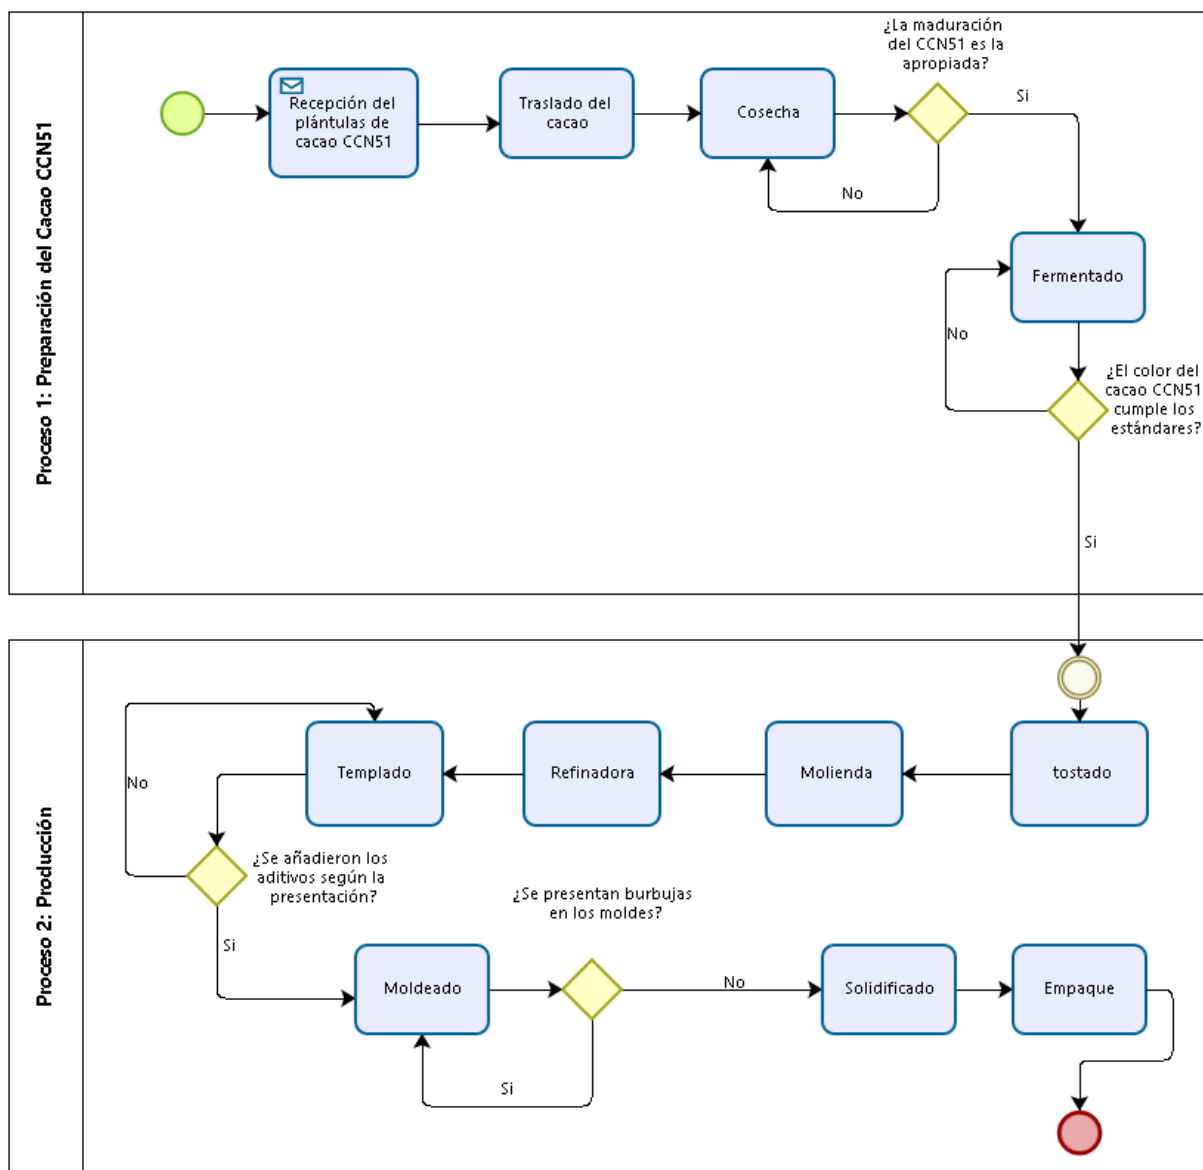 Proceso 1: Preparación del Cacao CCN51
Recepción del
plántulas de
cacao CCN51
Traslado del
cacao
Cosecha
¿La maduración
del CCN51 es la
apropiada?
Si
No
Fermentado
No
¿El color del
cacao CCN51
cumple los
estándares?
Si
Proceso 2: Producción
tostado
Molienda
Refinadora
Templado
No
¿Se añadieron los
aditivos según la
presentación?
Si
Moldeado
¿Se presentan burbujas
en los moldes?
Si
No
Solidificado
Empaque